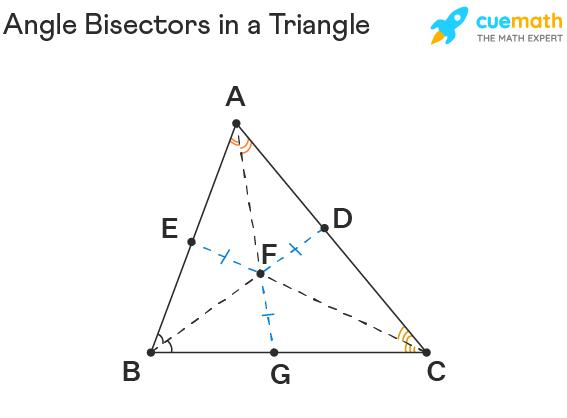 Angle Bisectors in a Triangle
cuemath
THE MATH EXPERT
A
E
D
F
B
G
C